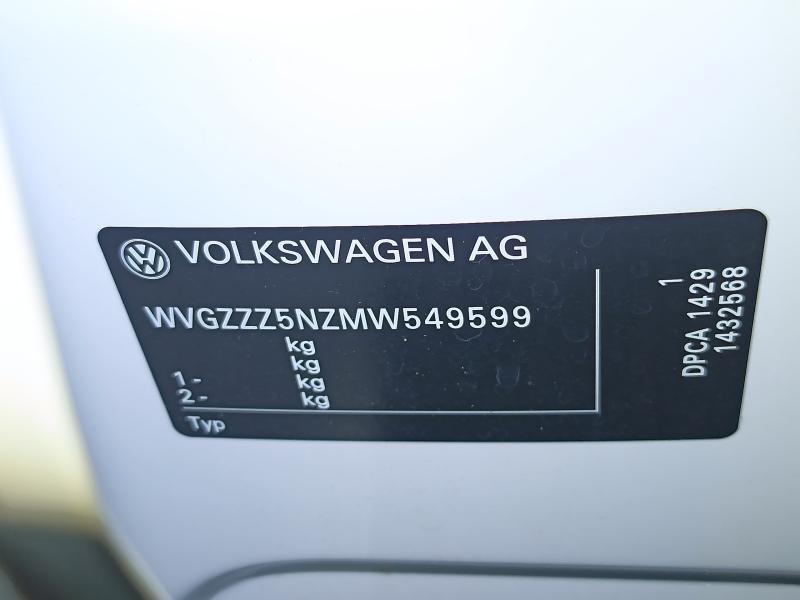 VOLKSWAGEN AG
WVGZZZ5NZMW549599
kg
kg
1- kg
2- kg
Typ
1
DPCA 1429
1432568